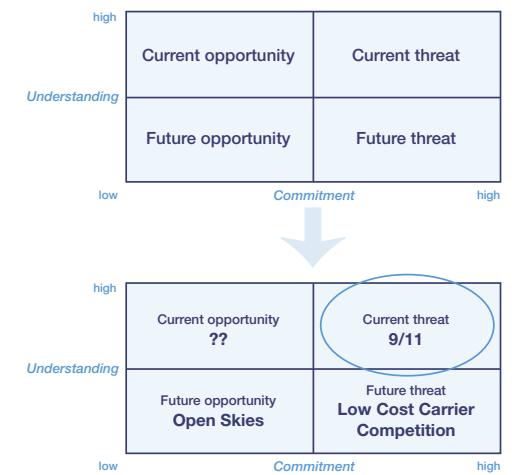 high
Current opportunity
Current threat
Understanding
Future opportunity
Future threat
low
Commitment
high
high
Current opportunity
??
Current threat
9/11
Understanding
Future opportunity
Open Skies
Future threat
Low Cost Carrier
Competition
low
Commitment
high